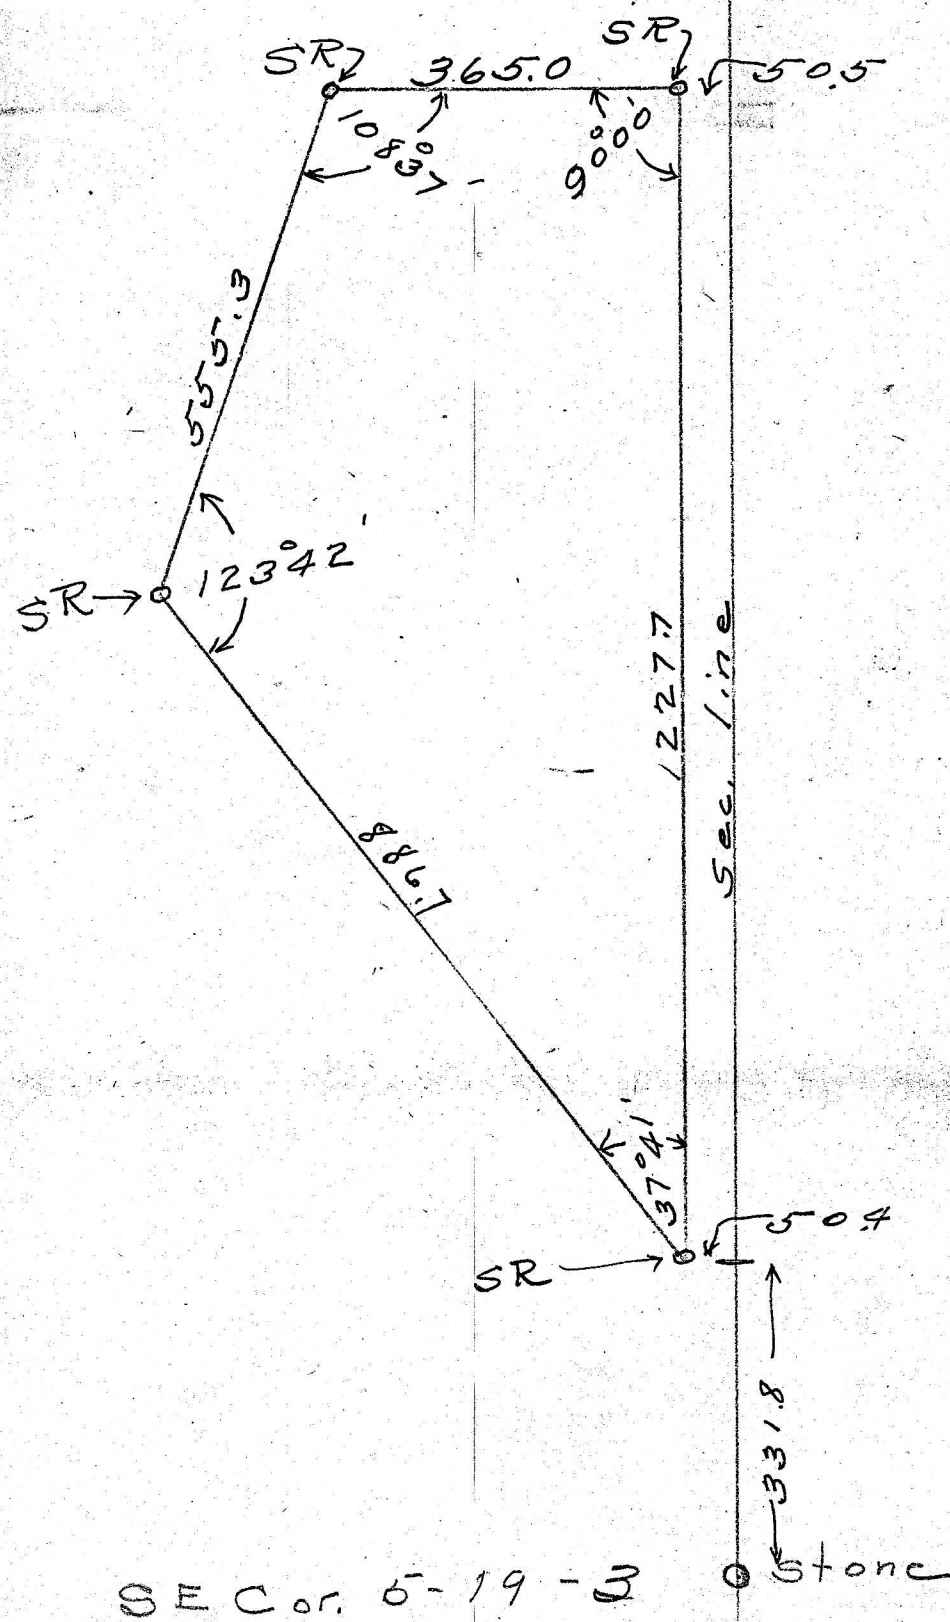 SR
SR
365.0
50.5
108°37
90°00'
555.3
123°42'
SR
1227.7
Sec. line
886.7
37°41'
50.4
SR
331.8
SE Cor. 5-19-3
Stone